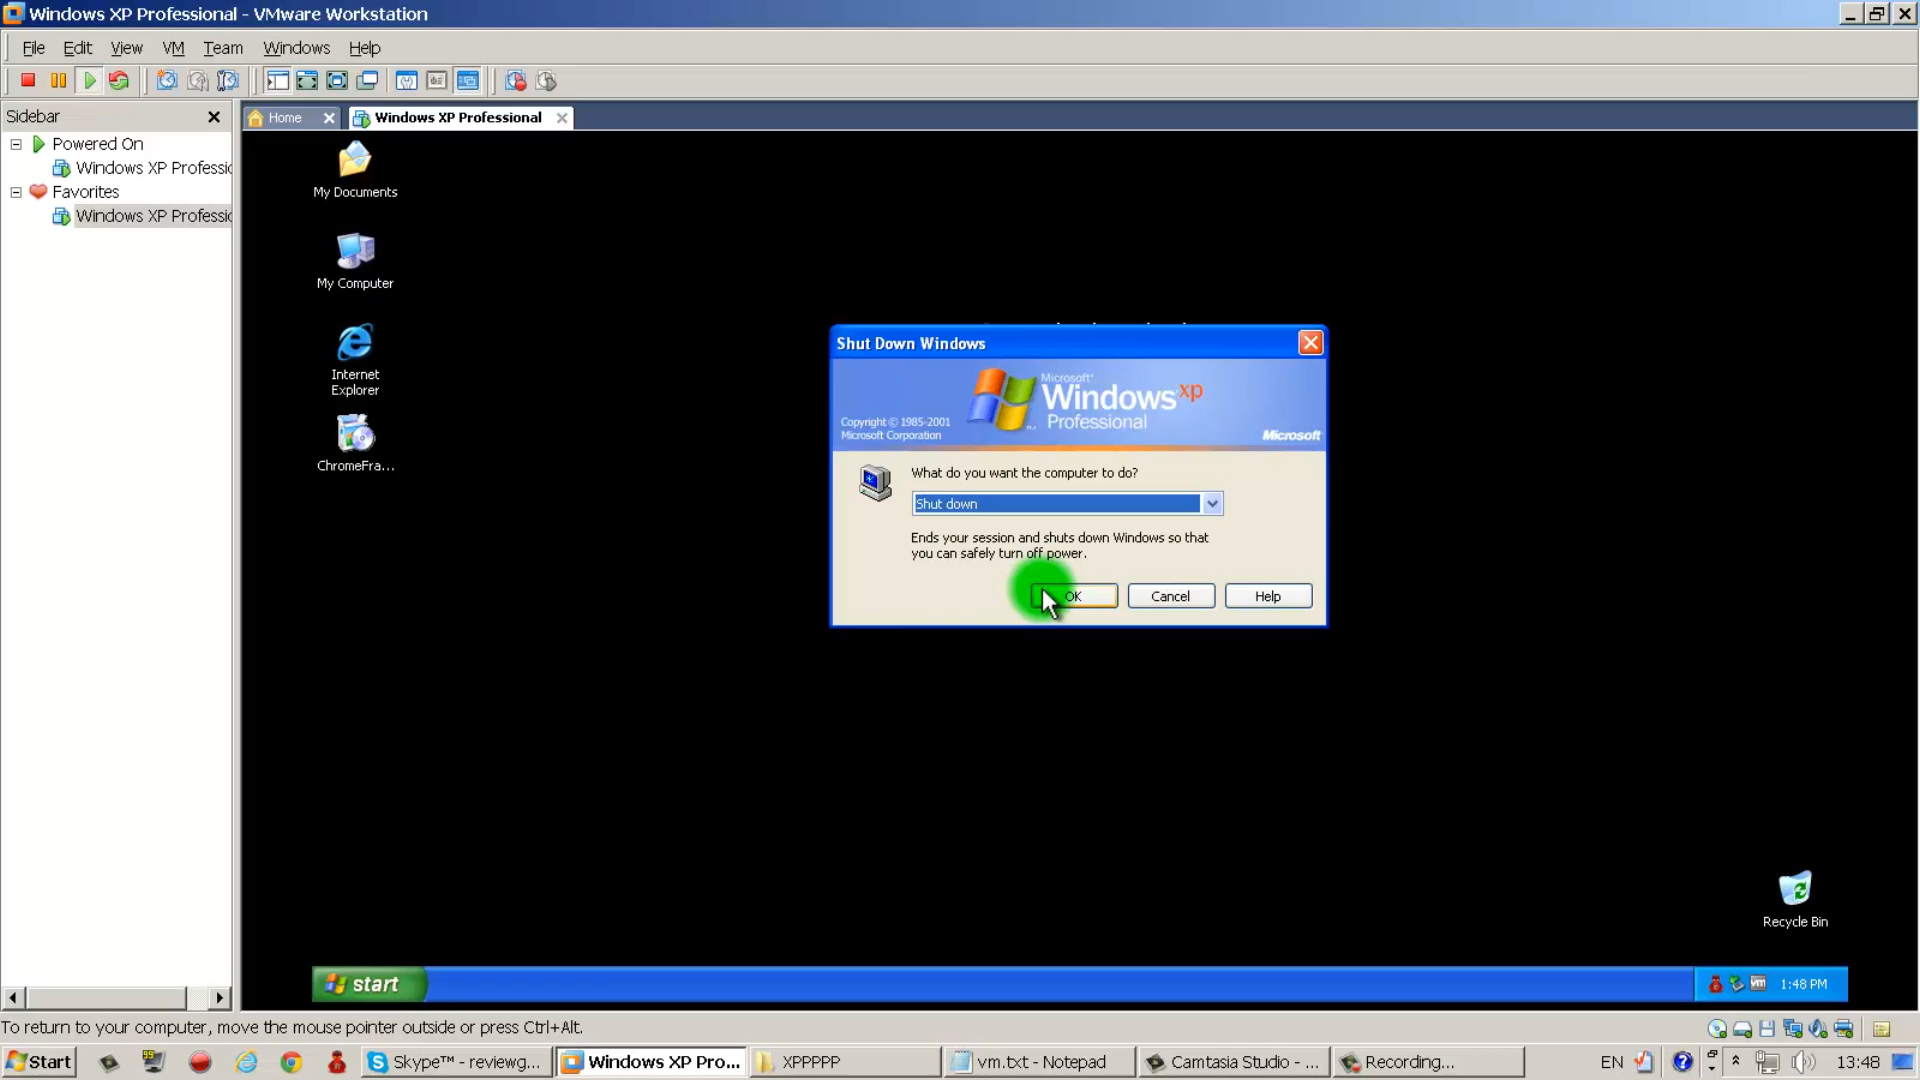 Windows XP Professional - VMware Workstation
File Edit View VM Team Windows Help
Sidebar
Home
Windows XP Professional
Powered On
Windows XP Professic
Favorites
Windows XP Professic
My Documents
My Computer
Internet
Explorer
ChromeFra...
Shut Down Windows
Microsoft
Windows xp
Professional
Copyright © 1985-2001
Microsoft Corporation
Microsoft
What do you want the computer to do?
Shut down
Ends your session and shuts down Windows so that
you can safely turn off power.
OK Cancel Help
Recycle Bin
start
vm
1:48 PM
To return to your computer, move the mouse pointer outside or press Ctrl+Alt.
Start
Skype™ - reviewg...
Windows XP Pro...
XPPPPP
vm.txt - Notepad
Camtasia Studio - ...
Recording...
EN
13:48